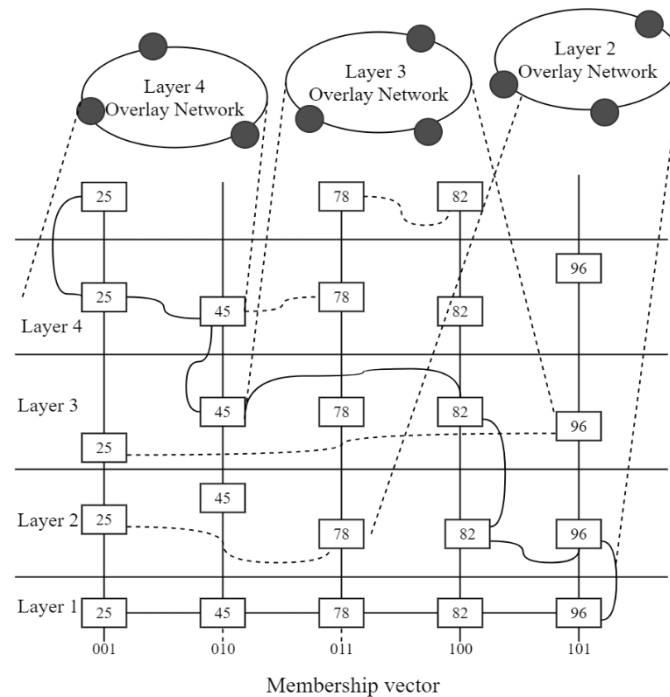 Layer 4
Overlay Network
Layer 3
Overlay Network
Layer 2
Overlay Network
25 78 82
96
25 45 78 82
Layer 4
Layer 3 45 78 82 96
25
45
Layer 2 25 78 82 96
Layer 1 25 45 78 82 96
001 010 011 100 101
Membership vector